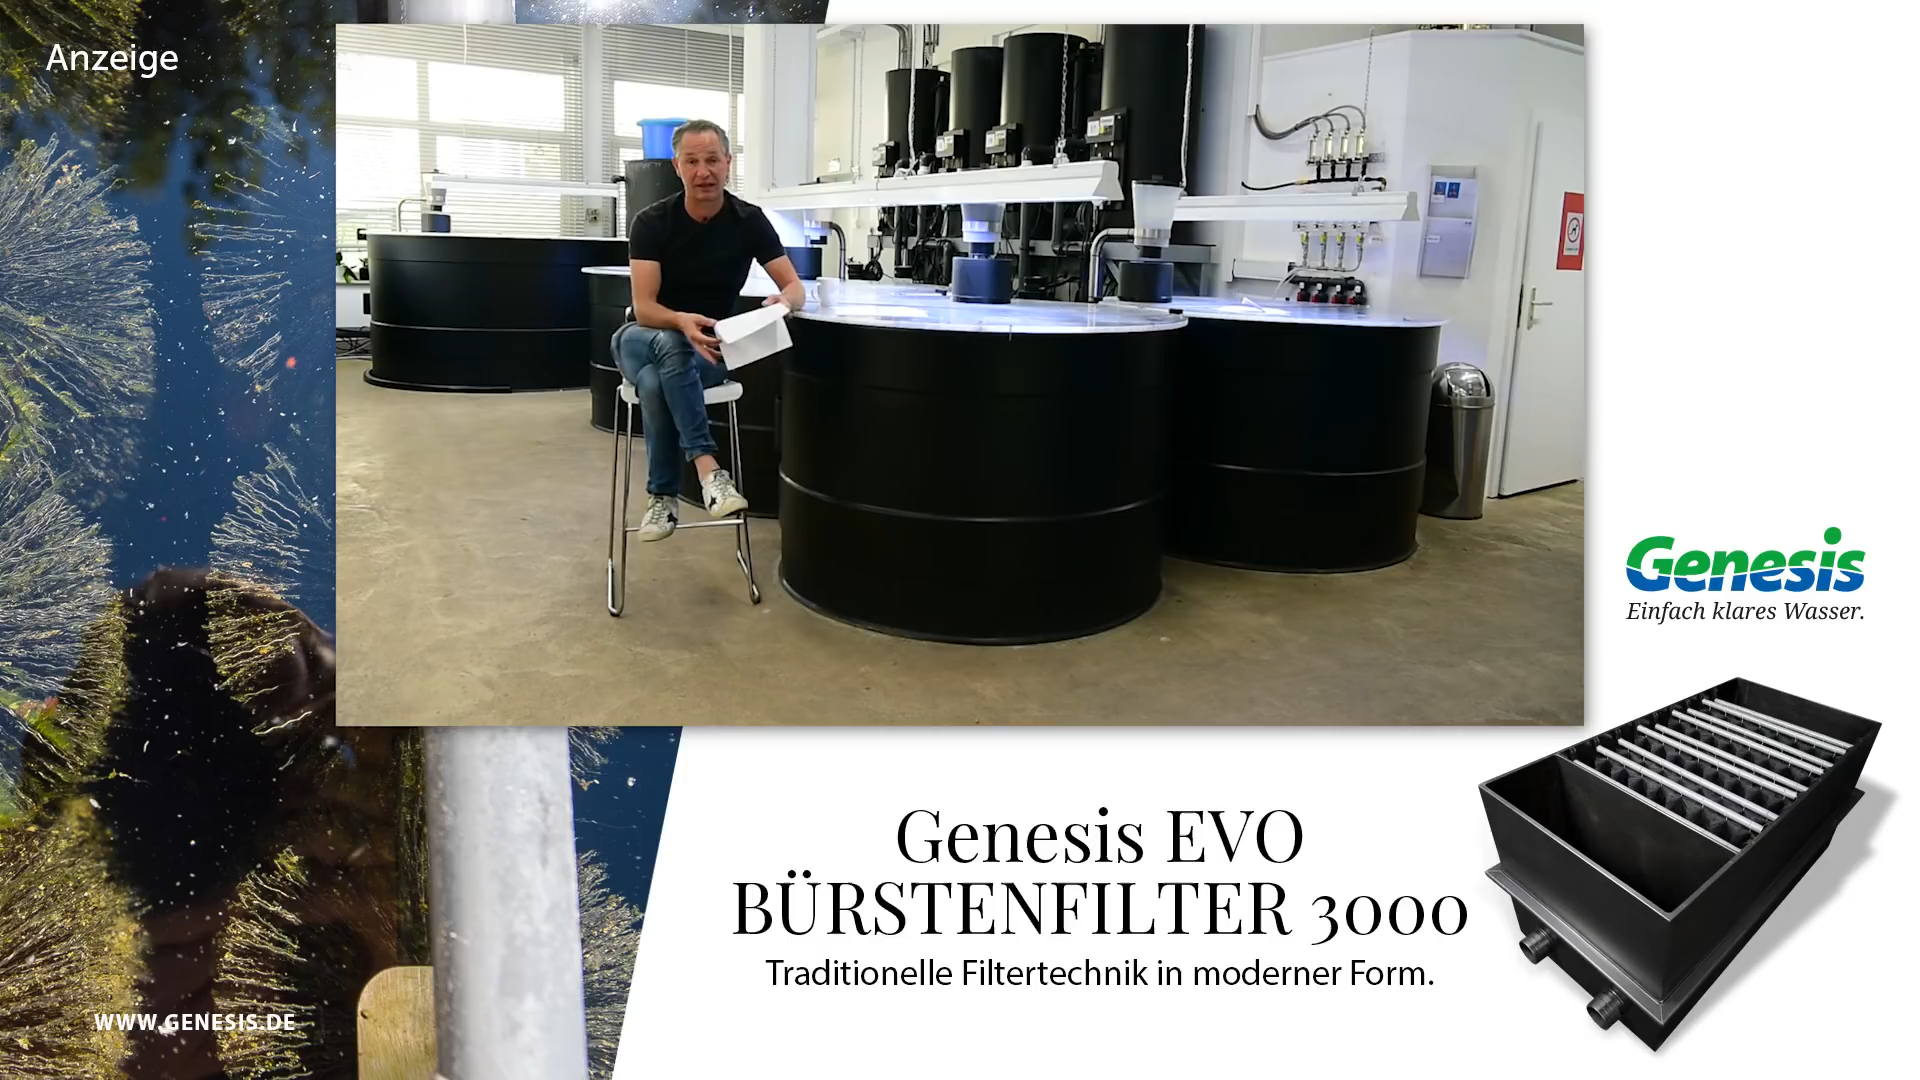 Anzeige
Genesis
Einfach klares Wasser.
Genesis EVO
BÜRSTENFILTER 3000
Traditionelle Filtertechnik in moderner Form.
WWW.GENESIS.DE